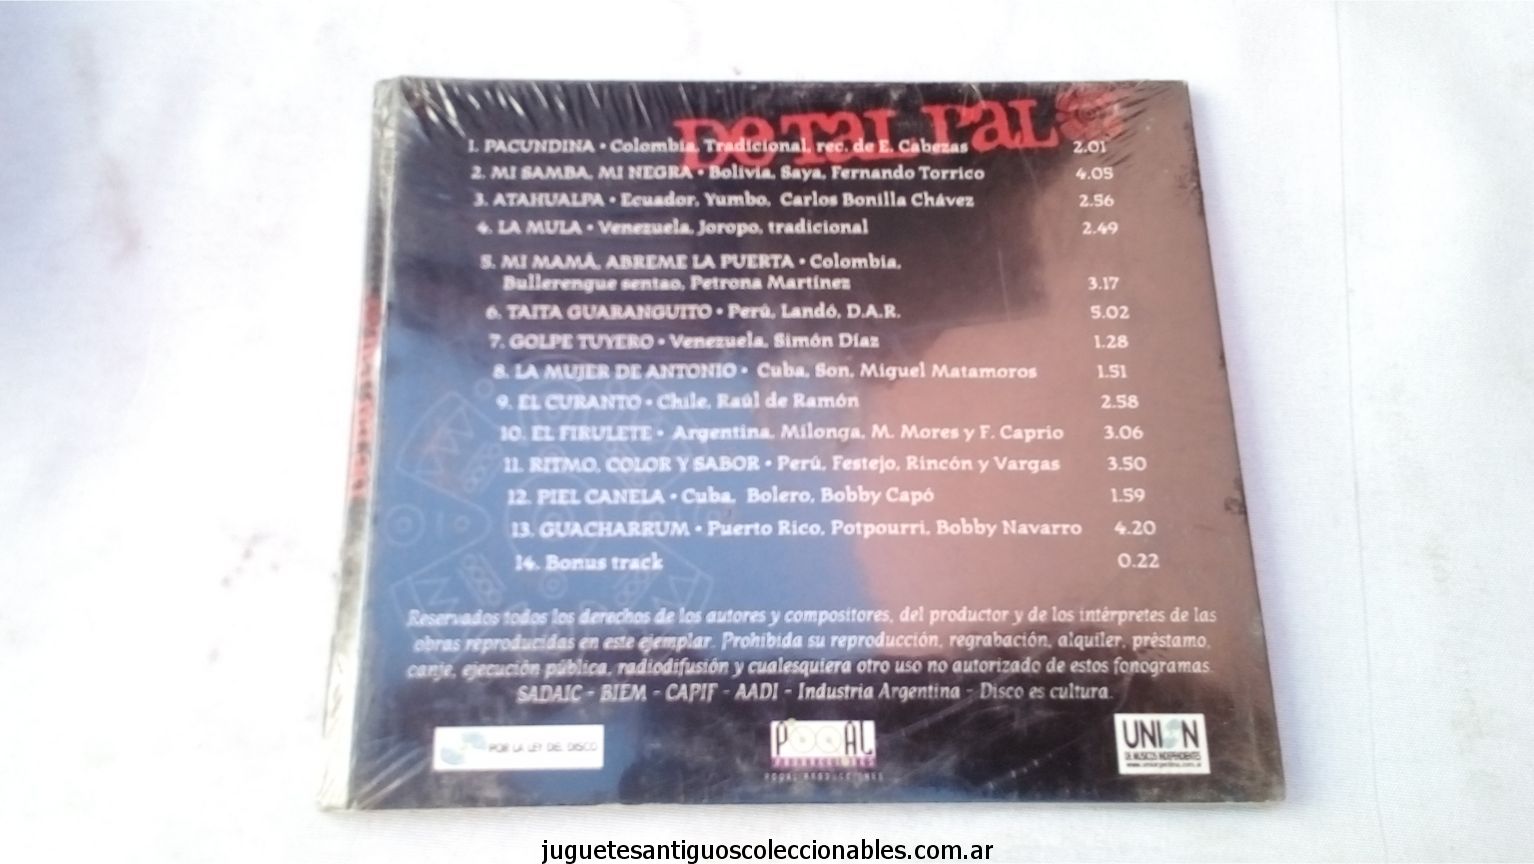 De Tal Pal
1. PACUNDINA • Colombia, Tradicional, rec. de E. Cabezas 2.01
2. MI SAMBA, MI NEGRA • Bolivia, Saya, Fernando Torrico 4.05
3. ATAHUALPA • Ecuador, Yumbo, Carlos Bonilla Chávez 2.56
4. LA MULA • Venezuela, Joropo, tradicional 2.49
5. MI MAMÁ, ABREME LA PUERTA • Colombia,
Bullerengue sentao, Petrona Martínez 3.17
6. TAITA GUARANGUITO • Perú, Landó, D.A.R. 5.02
7. GOLPE TUYERO • Venezuela, Simón Díaz 1.28
8. LA MUJER DE ANTONIO • Cuba, Son, Miguel Matamoros 1.51
9. EL CURANTO • Chile, Raúl de Ramón 2.58
10. EL FIRULETE • Argentina, Milonga, M. Mores y F. Caprio 3.06
11. RITMO, COLOR Y SABOR • Perú, Festejo, Rincón y Vargas 3.50
12. PIEL CANELA • Cuba, Bolero, Bobby Capó 1.59
13. GUACHARRUM • Puerto Rico, Potpourri, Bobby Navarro 4.20
14. Bonus track 0.22
Reservados todos los derechos de los autores y compositores, del productor y de los intérpretes de las
obras reproducidas en este ejemplar. Prohibida su reproducción, regrabación, alquiler, préstamo,
canje, ejecución pública, radiodifusión y cualesquiera otro uso no autorizado de estos fonogramas.
SADAIC - BIEM - CAPIF - AADI - Industria Argentina - Disco es cultura.
POR LA LEY DEL DISCO
PQQAL
PRODUCCIONES
PQQAL PRODUCCIONES
UNION
DE MUSICOS INDEPENDIENTES
juguetesantiguoscoleccionables.com.ar